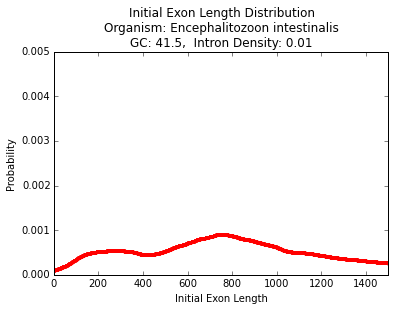 Initial Exon Length Distribution
Organism: Encephalitozoon intestinalis
GC: 41.5,  Intron Density: 0.01
0.005
0.004
0.003
0.002
0.001
0.000
Probability
0 200 400 600 800 1000 1200 1400
Initial Exon Length